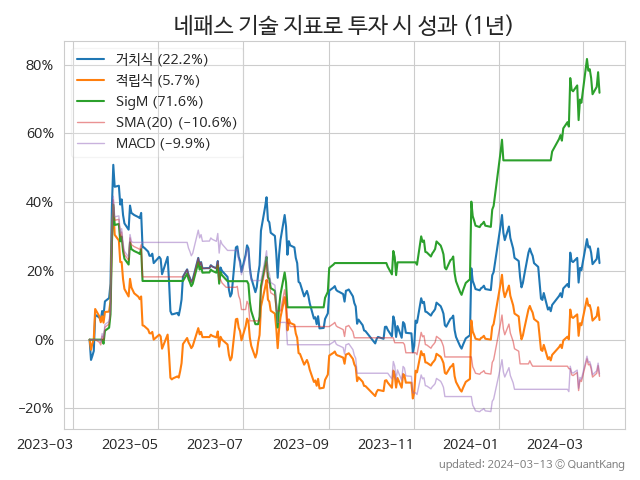 네패스 기술 지표로 투자 시 성과 (1년)
거치식 (22.2%)
적립식 (5.7%)
SigM (71.6%)
SMA(20) (−10.6%)
MACD (−9.9%)
80%
60%
40%
20%
0%
−20%
2023-03 2023-05 2023-07 2023-09 2023-11 2024-01 2024-03
updated: 2024-03-13 ⓒ QuantKang